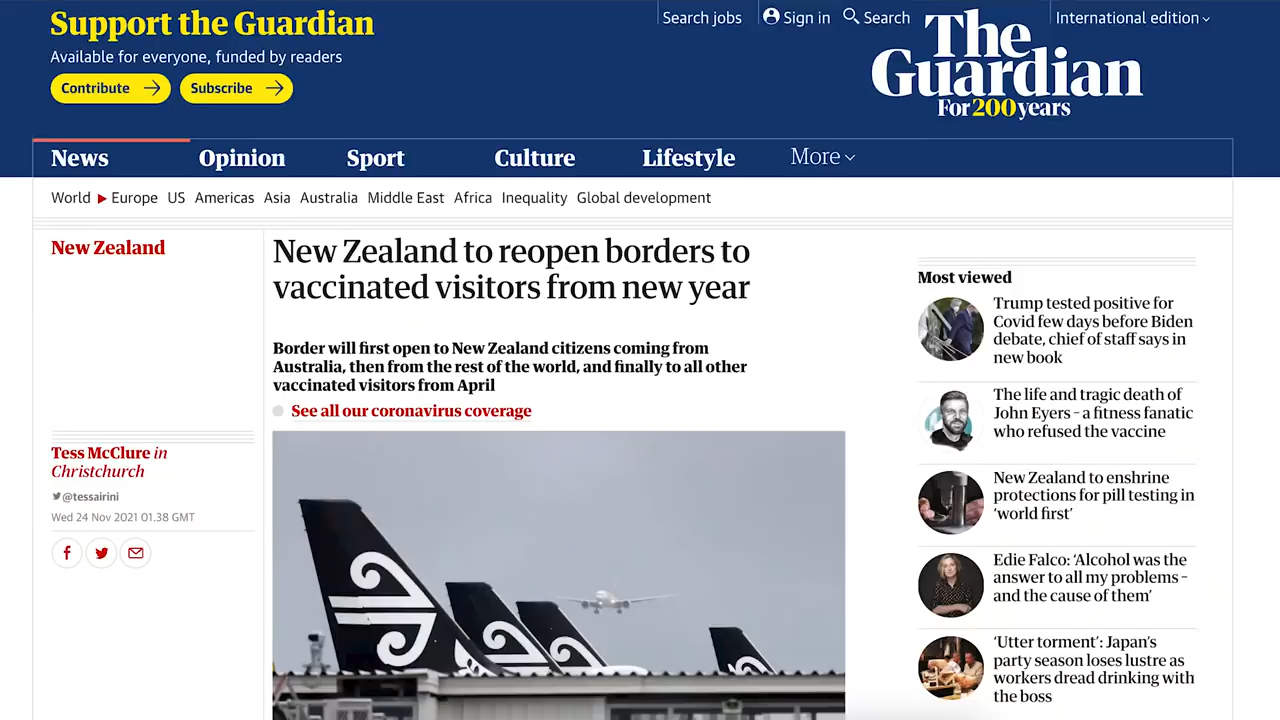 Support the Guardian
Available for everyone, funded by readers
Contribute
Subscribe
Search jobs
Sign in
Search
International edition
The
Guardian
For 200 years
News
Opinion
Sport
Culture
Lifestyle
More
World
Europe
US
Americas
Asia
Australia
Middle East
Africa
Inequality
Global development
New Zealand
New Zealand to reopen borders to
vaccinated visitors from new year
Border will first open to New Zealand citizens coming from
Australia, then from the rest of the world, and finally to all other
vaccinated visitors from April
See all our coronavirus coverage
Tess McClure in
Christchurch
@tessairini
Wed 24 Nov 2021 01.38 GMT
Most viewed
Trump tested positive for
Covid few days before Biden
debate, chief of staff says in
new book
The life and tragic death of
John Eyers – a fitness fanatic
who refused the vaccine
New Zealand to enshrine
protections for pill testing in
‘world first’
Edie Falco: ‘Alcohol was the
answer to all my problems –
and the cause of them’
‘Utter torment’: Japan’s
party season loses lustre as
workers dread drinking with
the boss